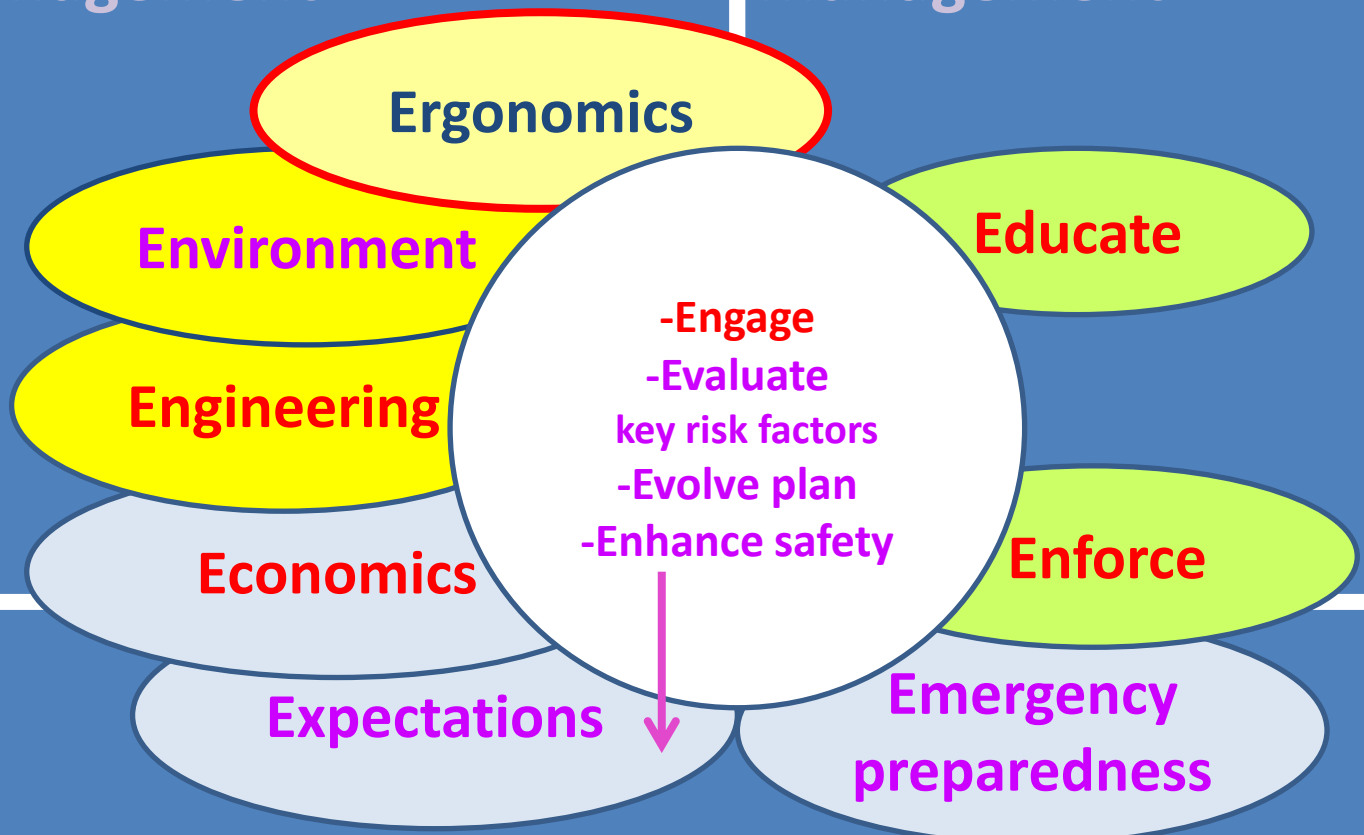 Ergonomics
Environment
Educate
Engineering
-Engage
-Evaluate
key risk factors
-Evolve plan
-Enhance safety
Economics
Enforce
Expectations
Emergency
preparedness